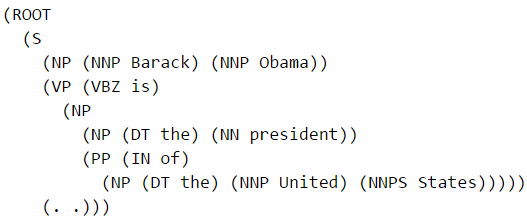 (ROOT
  (S
    (NP (NNP Barack) (NNP Obama))
    (VP (VBZ is)
      (NP
        (NP (DT the) (NN president))
        (PP (IN of)
          (NP (DT the) (NNP United) (NNPS States)))))
    (. .)))